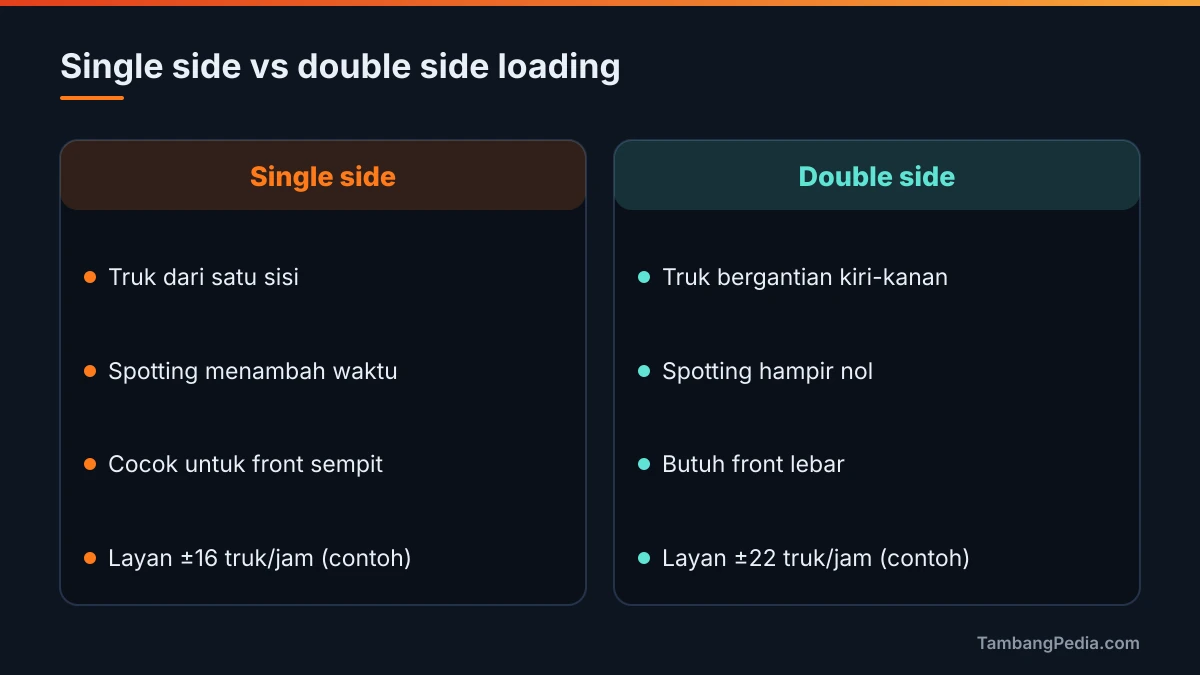 Single side vs double side loading
Single side
Truk dari satu sisi
Spotting menambah waktu
Cocok untuk front sempit
Layan ±16 truk/jam (contoh)
Double side
Truk bergantian kiri-kanan
Spotting hampir nol
Butuh front lebar
Layan ±22 truk/jam (contoh)
TambangPedia.com